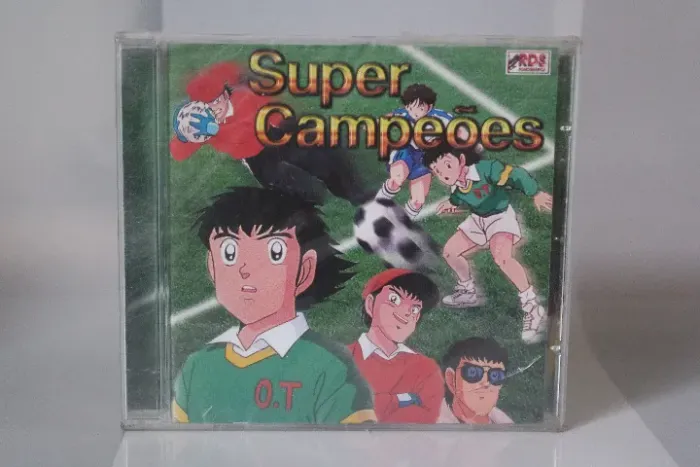 Super
Campeões
RDS
O.T
O.T